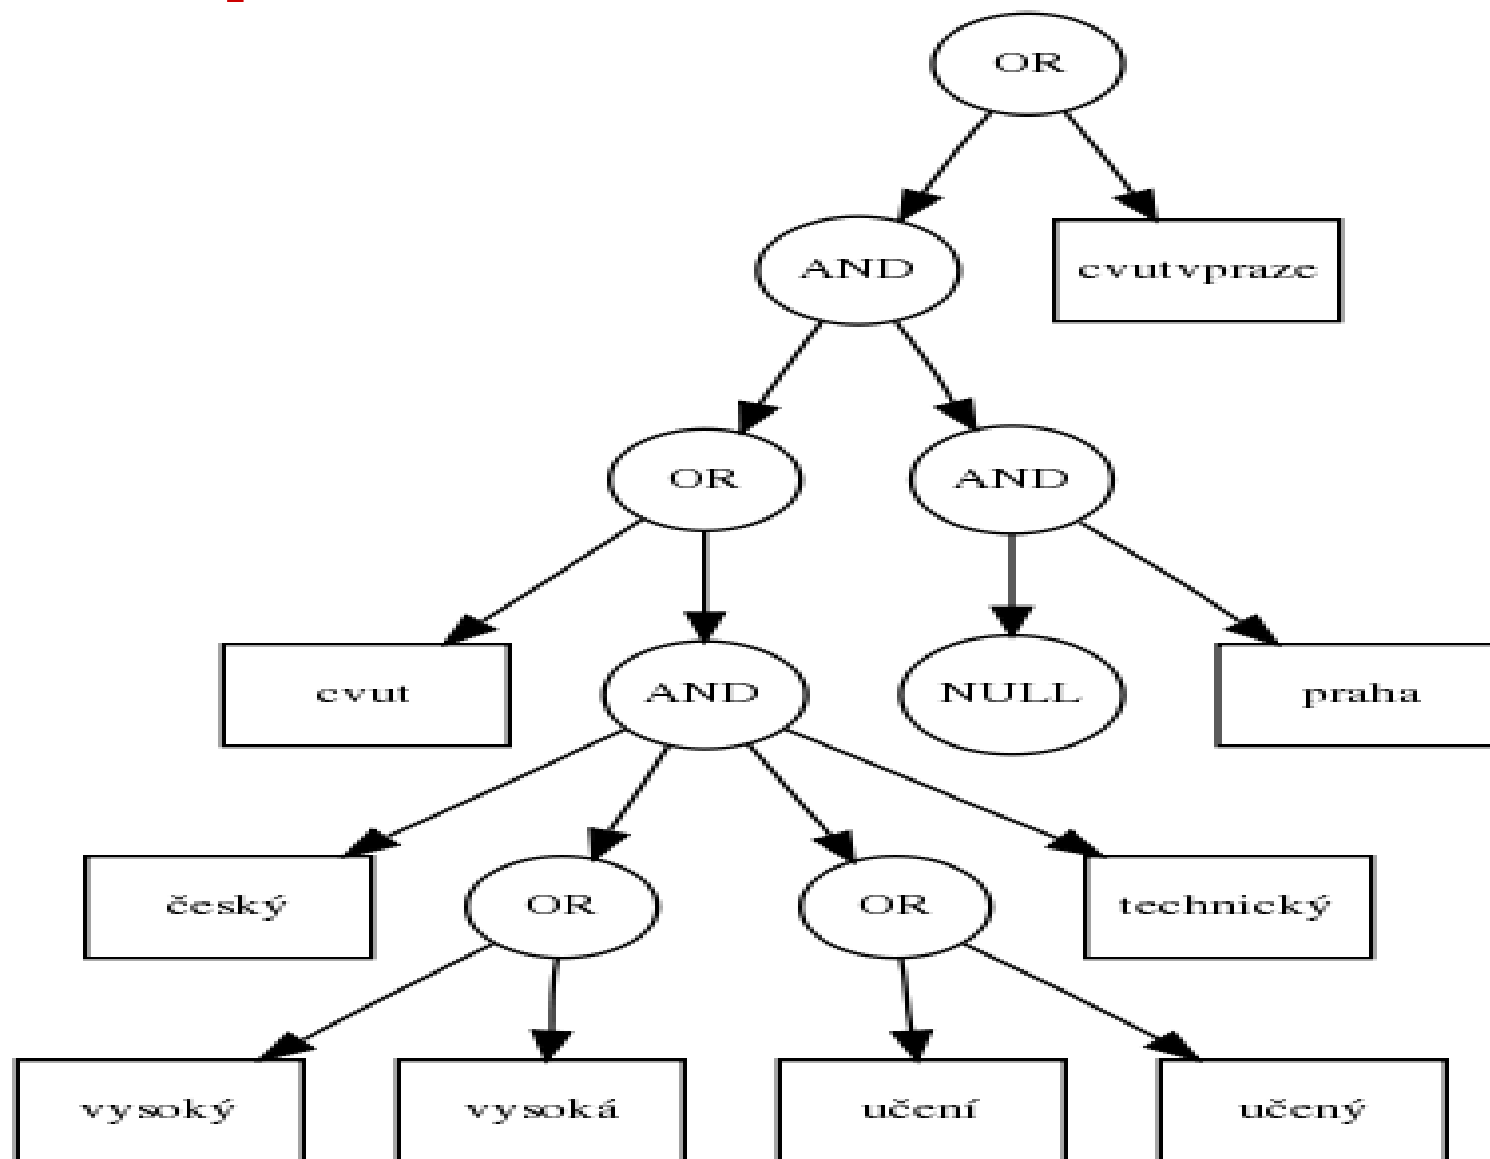 OR
AND
cvutvpraze
OR
AND
cvut
AND
NULL
praha
český
OR
OR
technický
vysoký
vysoká
učení
učený